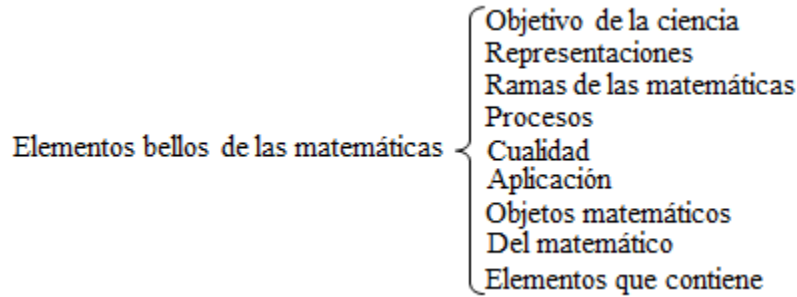 Elementos bellos de las matemáticas
Objetivo de la ciencia
Representaciones
Ramas de las matemáticas
Procesos
Cualidad
Aplicación
Objetos matemáticos
Del matemático
Elementos que contiene